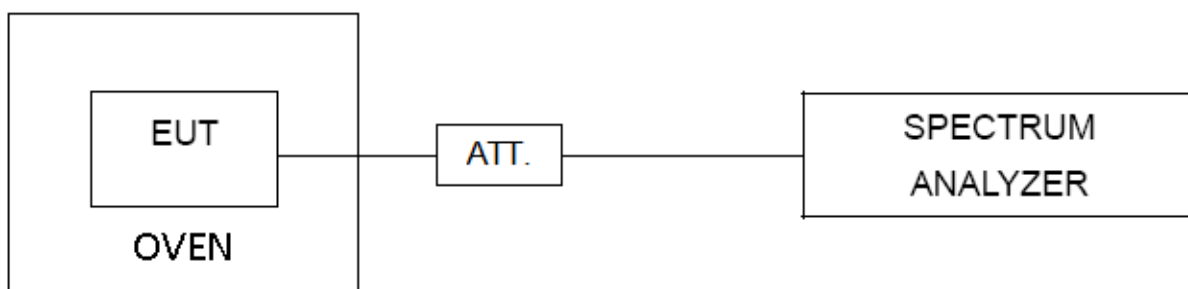 EUT
OVEN
ATT.
SPECTRUM
ANALYZER